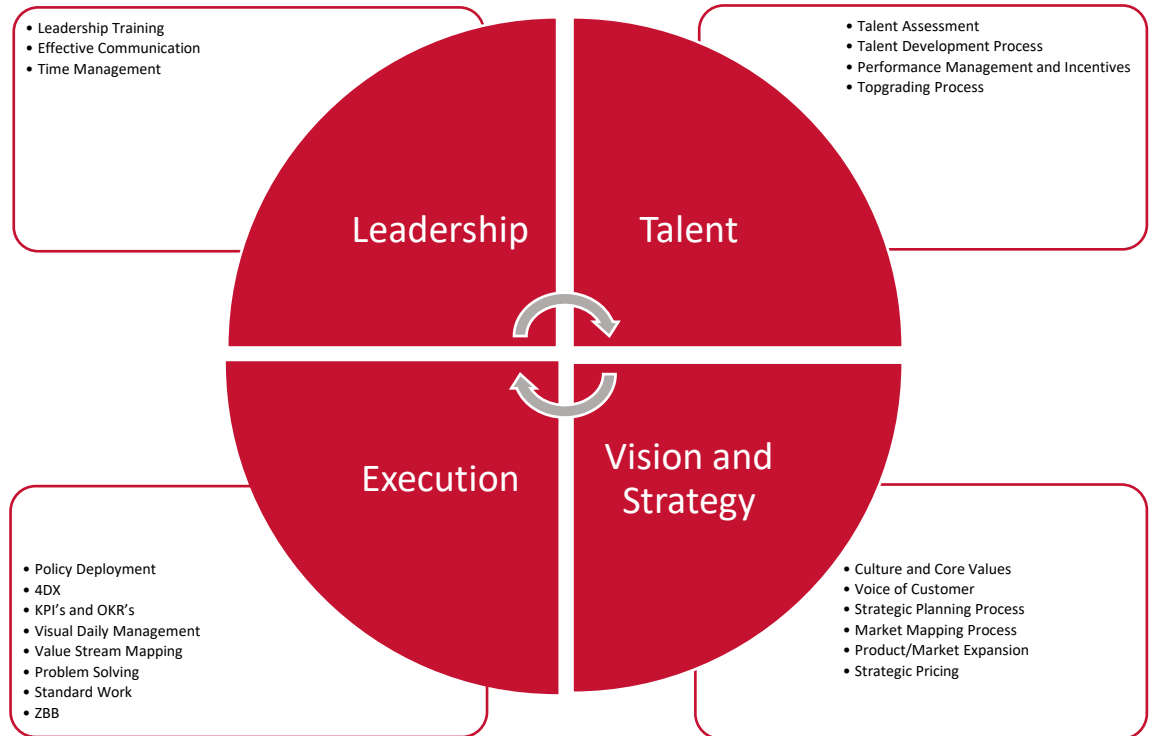 • Leadership Training
• Effective Communication
• Time Management
• Talent Assessment
• Talent Development Process
• Performance Management and Incentives
• Topgrading Process
Leadership
Talent
Execution
Vision and
Strategy
• Policy Deployment
• 4DX
• KPI’s and OKR’s
• Visual Daily Management
• Value Stream Mapping
• Problem Solving
• Standard Work
• ZBB
• Culture and Core Values
• Voice of Customer
• Strategic Planning Process
• Market Mapping Process
• Product/Market Expansion
• Strategic Pricing